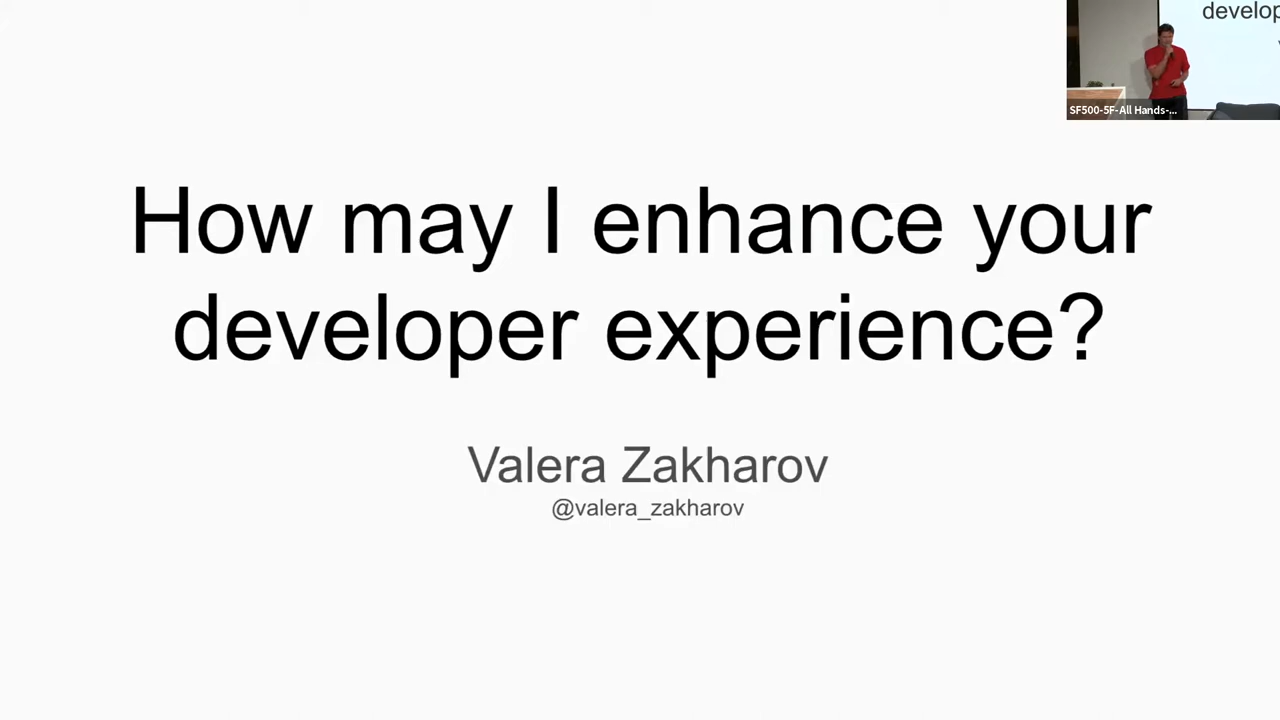 develop
SF500-5F-All Hands-...
How may I enhance your
developer experience?
Valera Zakharov
@valera_zakharov